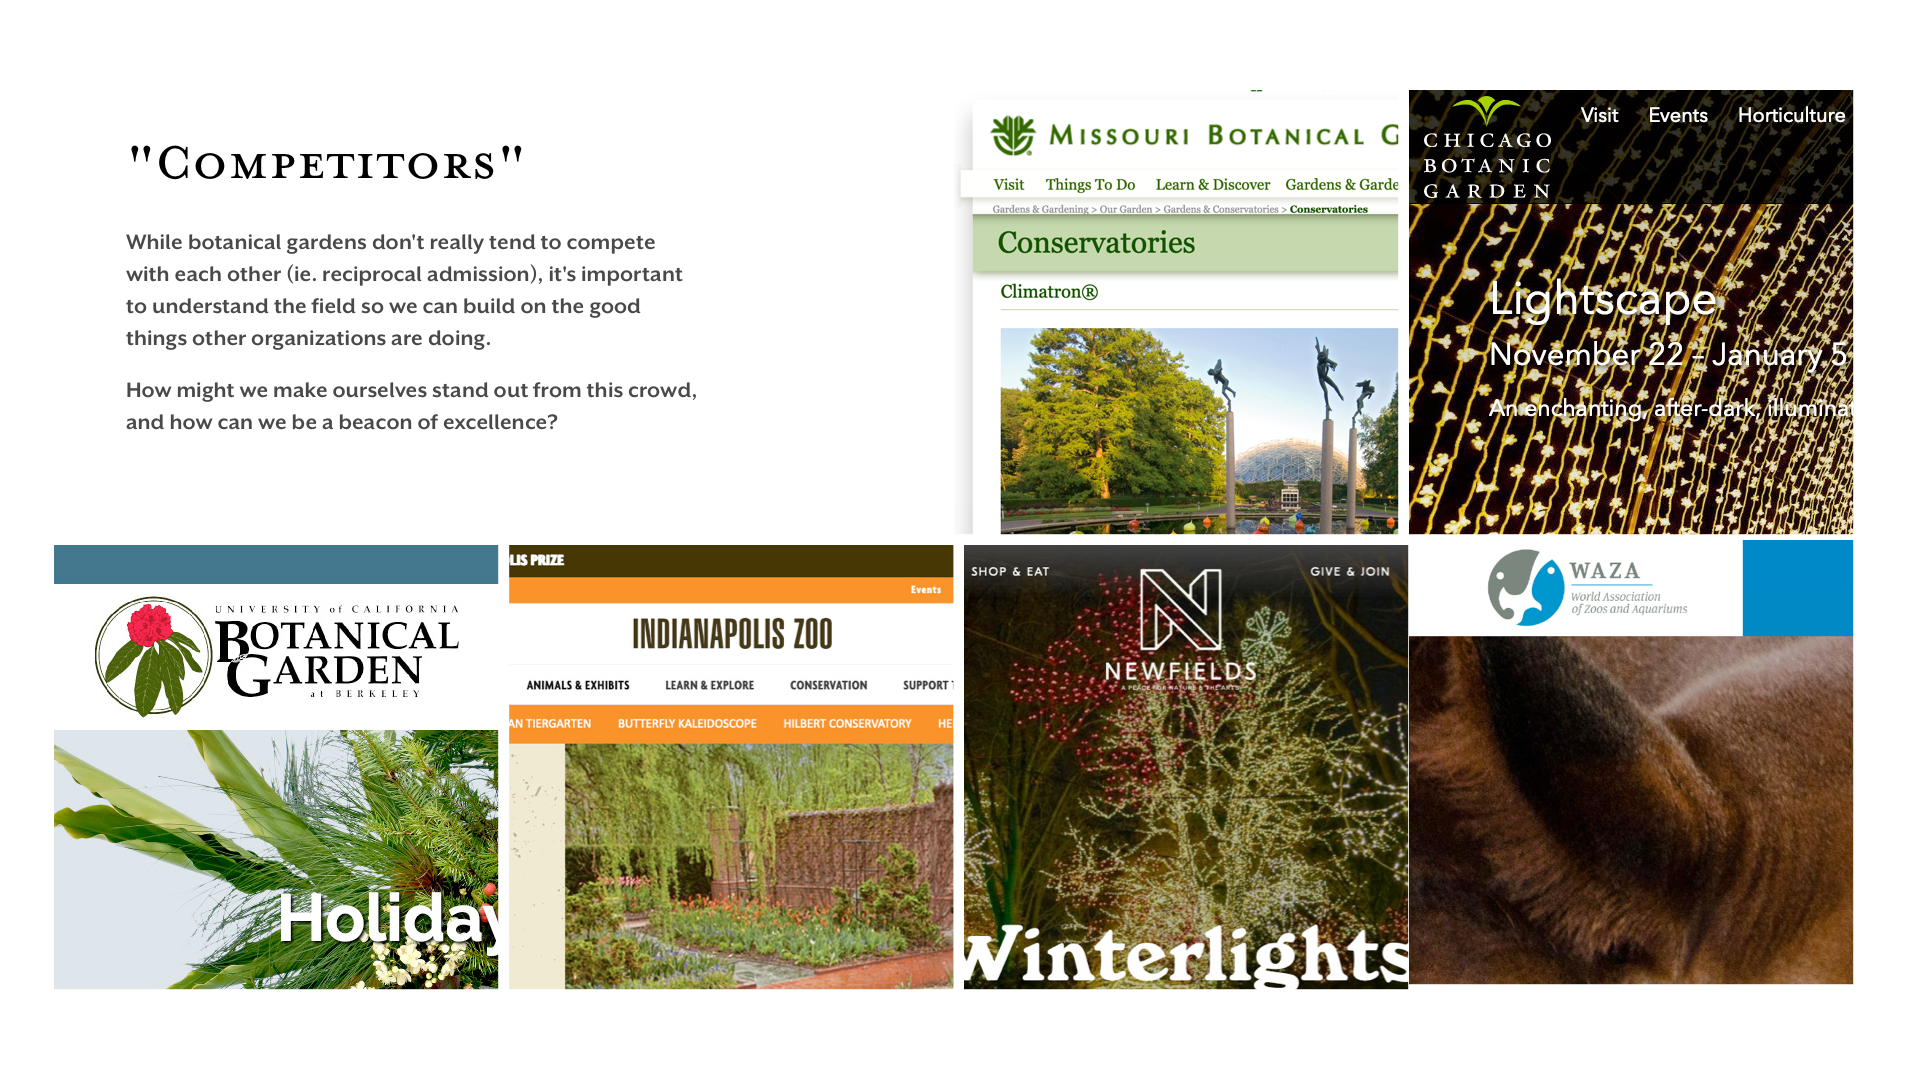 "Competitors"
While botanical gardens don't really tend to compete
with each other (ie. reciprocal admission), it's important
to understand the field so we can build on the good
things other organizations are doing.
How might we make ourselves stand out from this crowd,
and how can we be a beacon of excellence?
Missouri Botanical G
Visit Things To Do Learn & Discover Gardens & Garde
Gardens & Gardening > Our Garden > Gardens & Conservatories > Conservatories
Conservatories
Climatron®
CHICAGO
BOTANIC
GARDEN
Visit Events Horticulture
Lightscape
November 22 – January 5
An enchanting, after-dark, illuminat
UNIVERSITY of CALIFORNIA
BOTANICAL
GARDEN
at BERKELEY
Holiday
LIS PRIZE
Events
INDIANAPOLIS ZOO
ANIMALS & EXHIBITS LEARN & EXPLORE CONSERVATION SUPPORT T
AN TIERGARTEN BUTTERFLY KALEIDOSCOPE HILBERT CONSERVATORY HE
SHOP & EAT
GIVE & JOIN
N
NEWFIELDS
A PLACE FOR NATURE & THE ARTS
Winterlights
WAZA
World Association
of Zoos and Aquariums